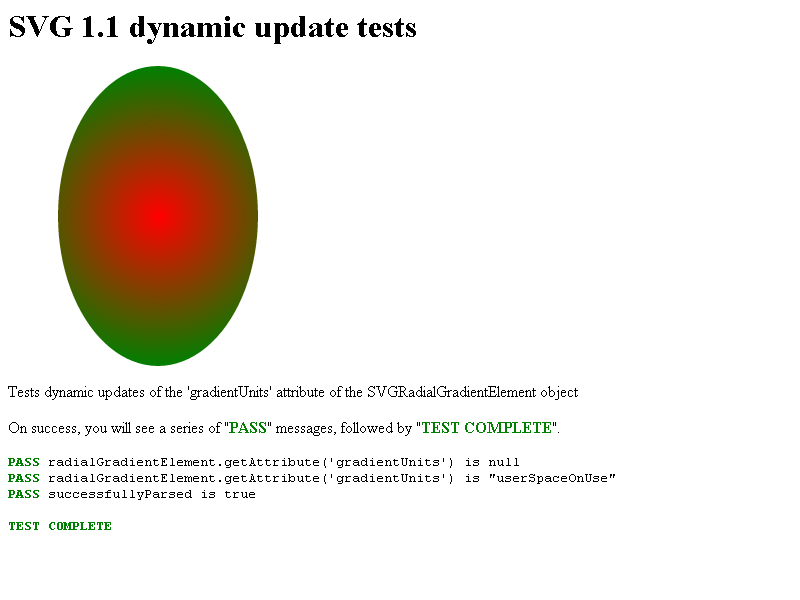 SVG 1.1 dynamic update tests
Tests dynamic updates of the 'gradientUnits' attribute of the SVGRadialGradientElement object
On success, you will see a series of "PASS" messages, followed by "TEST COMPLETE".
PASS radialGradientElement.getAttribute('gradientUnits') is null
PASS radialGradientElement.getAttribute('gradientUnits') is "userSpaceOnUse"
PASS successfullyParsed is true
TEST COMPLETE